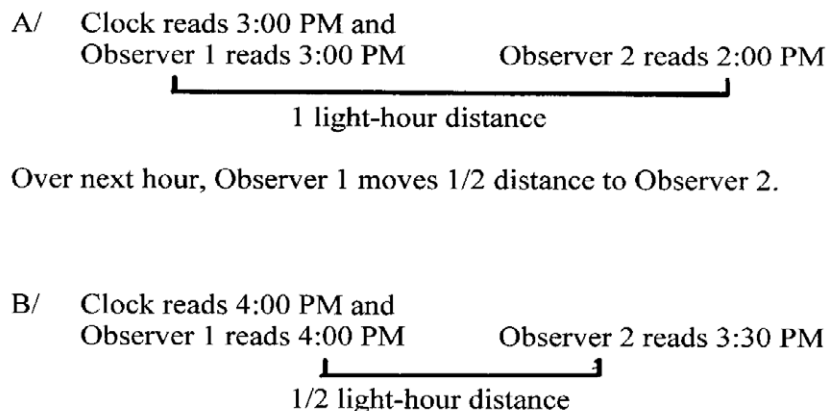 A/ Clock reads 3:00 PM and
Observer 1 reads 3:00 PM Observer 2 reads 2:00 PM
1 light-hour distance
Over next hour, Observer 1 moves 1/2 distance to Observer 2.
B/ Clock reads 4:00 PM and
Observer 1 reads 4:00 PM Observer 2 reads 3:30 PM
1/2 light-hour distance